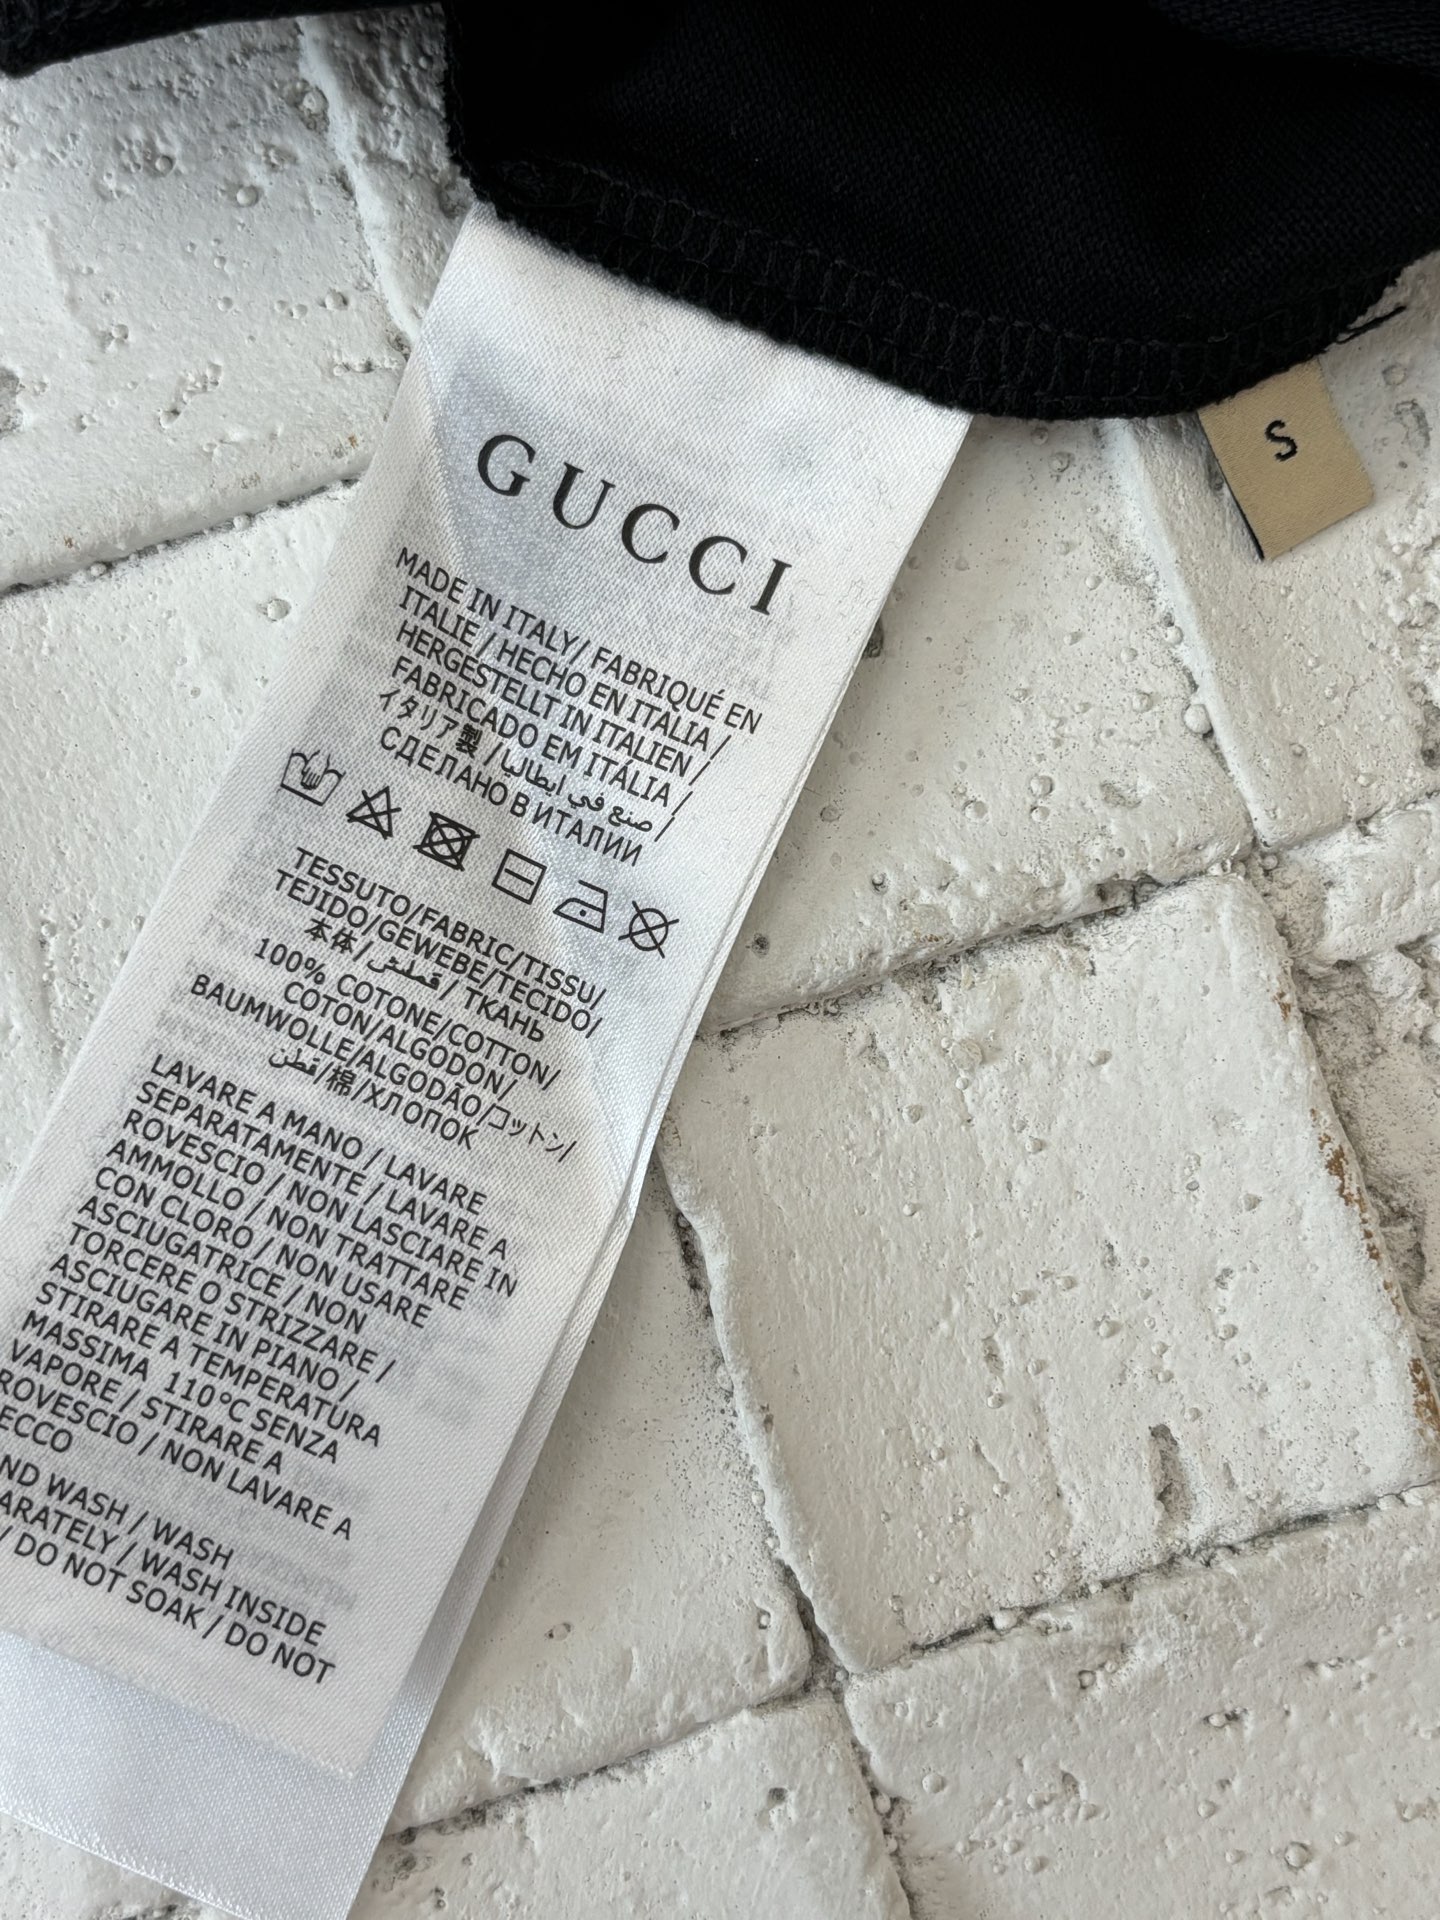 GUCCI
S
MADE IN ITALY/ FABRIQUÉ EN
ITALIE / HECHO EN ITALIA /
HERGESTELLT IN ITALIEN /
FABRICADO EM ITÁLIA /
イタリア製 / صنع في ايطاليا /
СДЕЛАНО В ИТАЛИИ
TESSUTO/FABRIC/TISSU/
TEJIDO/GEWEBE/TECIDO/
本体/قطلش / ТКАНЬ
100% COTONE/COTTON/
COTON/ALGODON/
BAUMWOLLE/ALGODÃO/コットン/
قطن/棉/ХЛОПОК
LAVARE A MANO / LAVARE
SEPARATAMENTE / LAVARE A
ROVESCIO / NON LASCIARE IN
AMMOLLO / NON TRATTARE
CON CLORO / NON USARE
ASCIUGATRICE / NON
TORCERE O STRIZZARE /
ASCIUGARE IN PIANO /
STIRARE A TEMPERATURA
MASSIMA 110°C SENZA
VAPORE / STIRARE A
ROVESCIO / NON LAVARE A
ECCO
ND WASH / WASH
ARATELY / WASH INSIDE
/ DO NOT SOAK / DO NOT